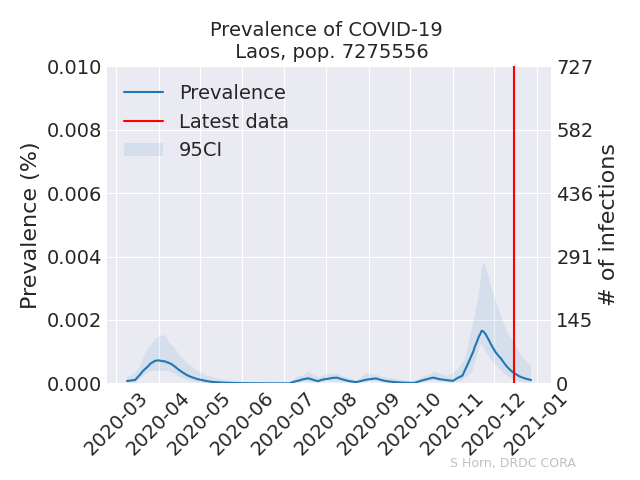 Prevalence of COVID-19
Laos, pop. 7275556
0.010
0.008
0.006
0.004
0.002
0.000
Prevalence (%)
Prevalence
Latest data
95CI
727
582
436
291
145
0
# of infections
2020-03
2020-04
2020-05
2020-06
2020-07
2020-08
2020-09
2020-10
2020-11
2020-12
2021-01
S Horn, DRDC CORA